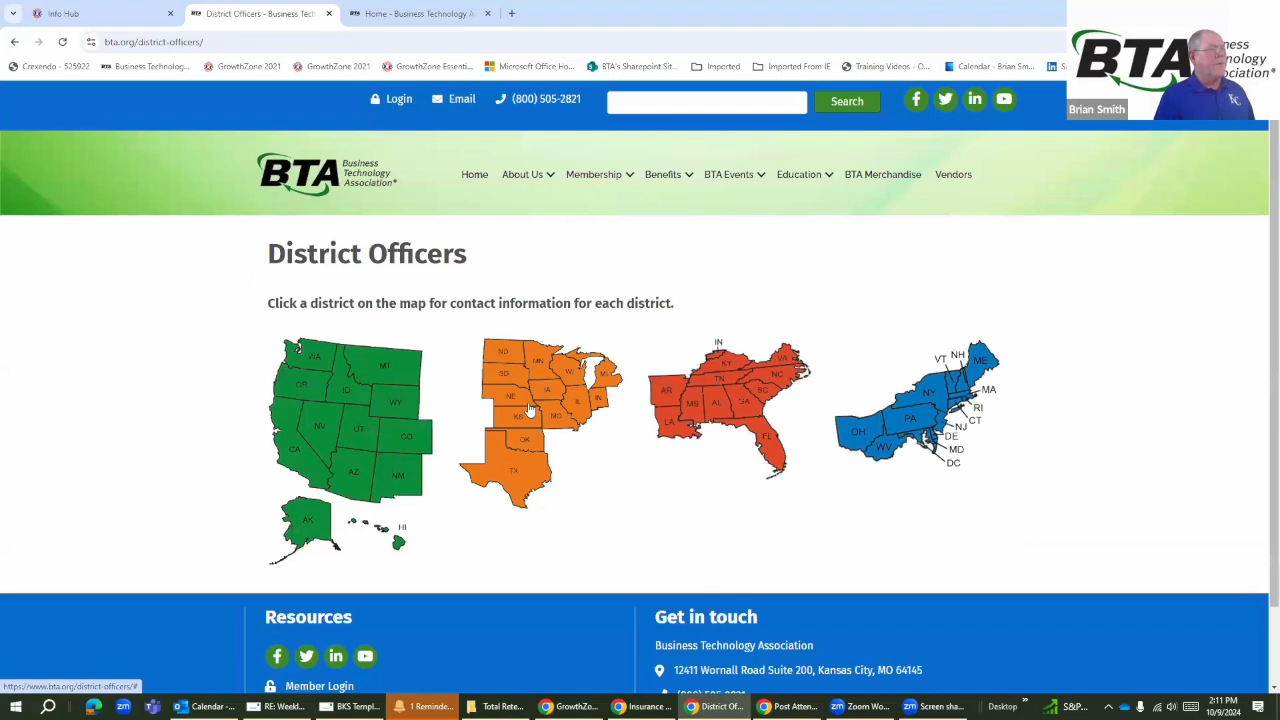 Info Hub
District Officers - Business Tech
Home - Business Technology A
bta.org/district-officers/
Crexendo - 525922
Business Technolog...
GrowthZone 2021
GrowthZone Essenti...
Microsoft Office Ho...
BTA's SharePoint Sit...
Imported
Imported From IE
Training Videos - O...
Calendar - Brian Sm...
BTA Business Technology Association®
Brian Smith
Login
Email
(800) 505-2821
Search
BTA Business Technology Association®
Home
About Us
Membership
Benefits
BTA Events
Education
BTA Merchandise
Vendors
District Officers
Click a district on the map for contact information for each district.
WA
MT
OR
ID
WY
NV
UT
CO
CA
AZ
NM
AK
HI
ND
MN
SD
WI
MI
NE
IA
IL
IN
KS
MO
OK
TX
IN
KY
VA
TN
NC
AR
SC
MS
AL
GA
LA
FL
VT
NH
ME
NY
MA
RI
CT
PA
NJ
OH
DE
WV
MD
DC
Resources
Member Login
Get in touch
Business Technology Association
12411 Wornall Road Suite 200, Kansas City, MO 64145
https://www.bta.org/district-officers/#
Calendar -...
RE: Weekl...
BKS Templ...
1 Reminde...
Total Rete...
GrowthZo...
Insurance ...
District Of...
Post Atten...
Zoom Wo...
Screen sha...
Desktop
S&P...
2:11 PM
10/9/2024